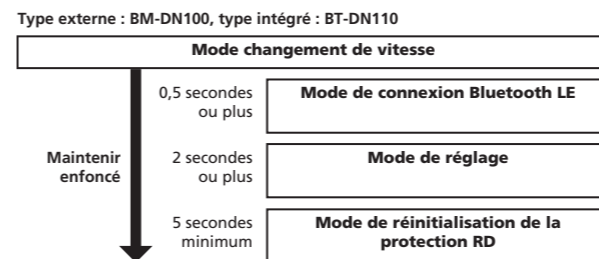 Type externe : BM-DN100, type intégré : BT-DN110
Mode changement de vitesse
0,5 secondes
ou plus
Mode de connexion Bluetooth LE
Maintenir
enfoncé
2 secondes
ou plus
Mode de réglage
5 secondes
minimum
Mode de réinitialisation de la
protection RD